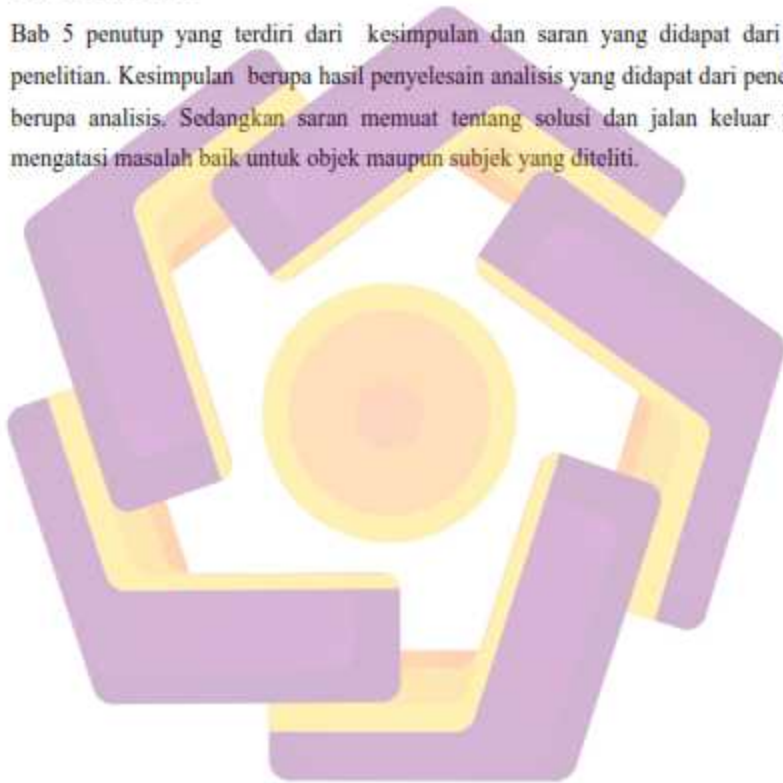 Bab 5 penutup yang terdiri dari kesimpulan dan saran yang didapat dari
penelitian. Kesimpulan berupa hasil penyelesain analisis yang didapat dari
berupa analisis. Sedangkan saran memuat tentang solusi dan jalan keluar
mengatasi masalah baik untuk objek maupun subjek yang diteliti.